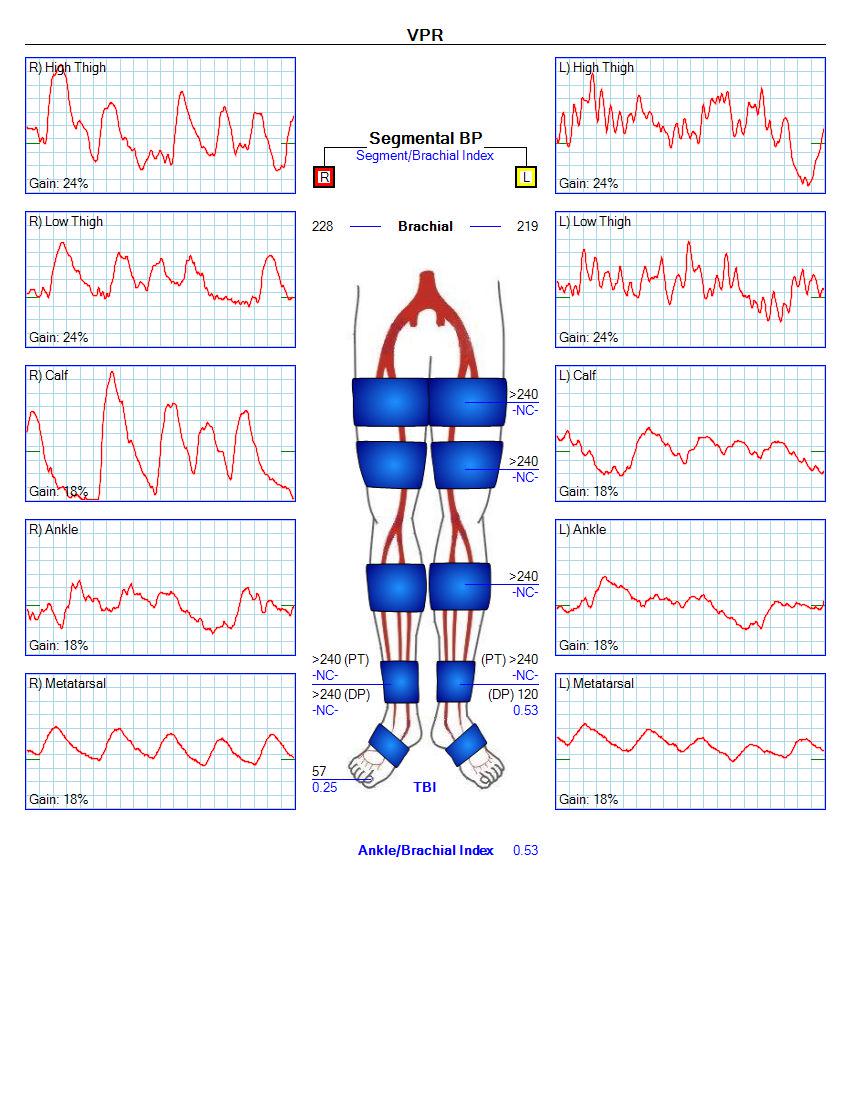 VPR
R) High Thigh
Gain: 24%
L) High Thigh
Gain: 24%
Segmental BP
Segment/Brachial Index
R
L
228 Brachial 219
R) Low Thigh
Gain: 24%
L) Low Thigh
Gain: 24%
R) Calf
Gain: 18%
L) Calf
Gain: 18%
>240
-NC-
>240
-NC-
R) Ankle
Gain: 18%
L) Ankle
Gain: 18%
>240
-NC-
>240 (PT)
-NC-
>240 (DP)
-NC-
(PT) >240
-NC-
(DP) 120
0.53
R) Metatarsal
Gain: 18%
L) Metatarsal
Gain: 18%
57
0.25
TBI
Ankle/Brachial Index 0.53